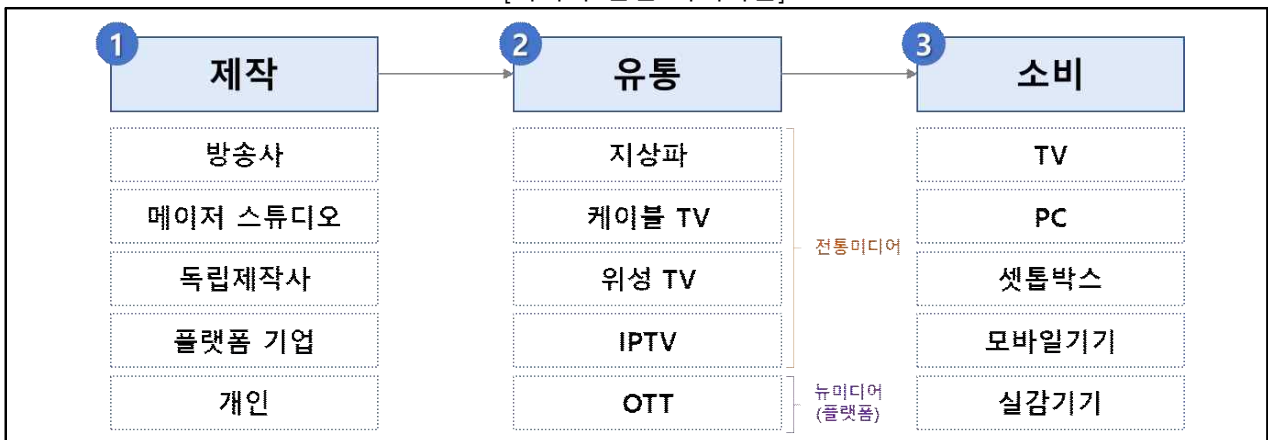 1
제작
2
유통
3
소비
방송사
지상파
TV
메이저 스튜디오
케이블 TV
PC
전통미디어
독립제작사
위성 TV
셋톱박스
플랫폼 기업
IPTV
모바일기기
개인
OTT
뉴미디어
(플랫폼)
실감기기